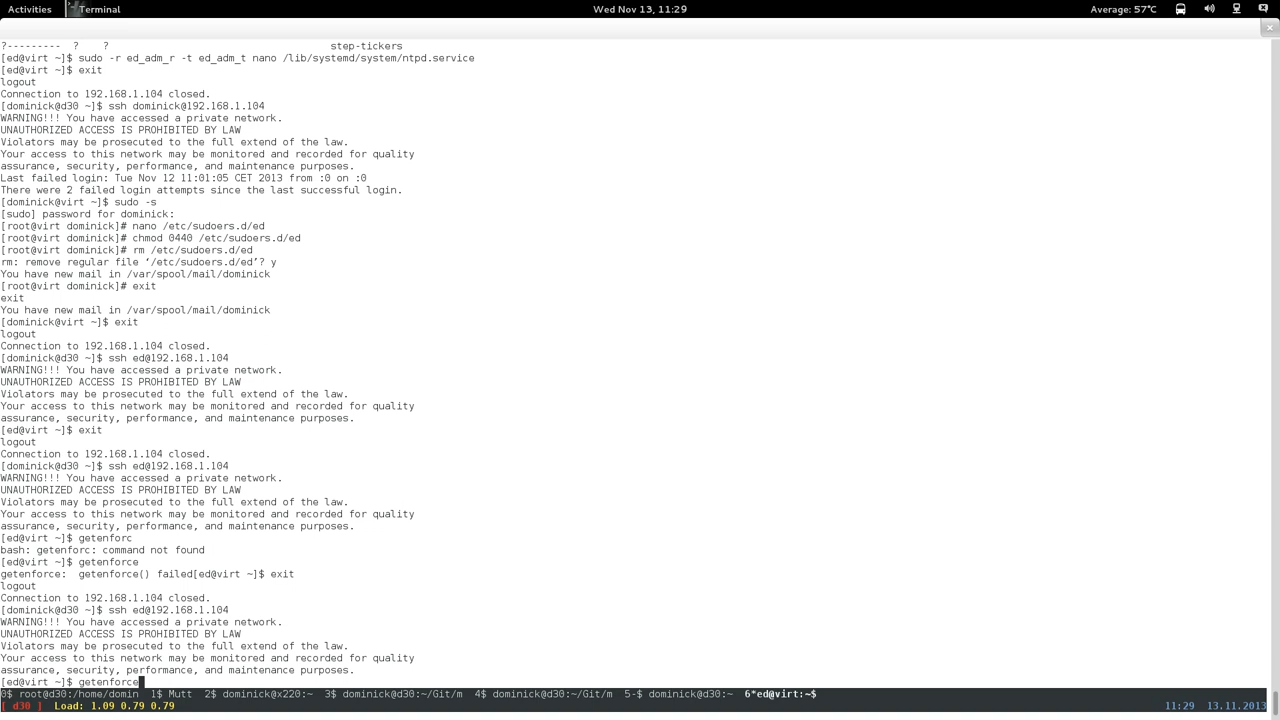 Activities Terminal Wed Nov 13, 11:29 Average: 57°C
?--------- ? ? step-tickers
[ed@virt ~]$ sudo -r ed_adm_r -t ed_adm_t nano /lib/systemd/system/ntpd.service
[ed@virt ~]$ exit
logout
Connection to 192.168.1.104 closed.
[dominick@d30 ~]$ ssh dominick@192.168.1.104
WARNING!!! You have accessed a private network.
UNAUTHORIZED ACCESS IS PROHIBITED BY LAW
Violators may be prosecuted to the full extend of the law.
Your access to this network may be monitored and recorded for quality
assurance, security, performance, and maintenance purposes.
Last failed login: Tue Nov 12 11:01:05 CET 2013 from :0 on :0
There were 2 failed login attempts since the last successful login.
[dominick@virt ~]$ sudo -s
[sudo] password for dominick:
[root@virt dominick]# nano /etc/sudoers.d/ed
[root@virt dominick]# chmod 0440 /etc/sudoers.d/ed
[root@virt dominick]# rm /etc/sudoers.d/ed
rm: remove regular file ‘/etc/sudoers.d/ed’? y
You have new mail in /var/spool/mail/dominick
[root@virt dominick]# exit
exit
You have new mail in /var/spool/mail/dominick
[dominick@virt ~]$ exit
logout
Connection to 192.168.1.104 closed.
[dominick@d30 ~]$ ssh ed@192.168.1.104
WARNING!!! You have accessed a private network.
UNAUTHORIZED ACCESS IS PROHIBITED BY LAW
Violators may be prosecuted to the full extend of the law.
Your access to this network may be monitored and recorded for quality
assurance, security, performance, and maintenance purposes.
[ed@virt ~]$ exit
logout
Connection to 192.168.1.104 closed.
[dominick@d30 ~]$ ssh ed@192.168.1.104
WARNING!!! You have accessed a private network.
UNAUTHORIZED ACCESS IS PROHIBITED BY LAW
Violators may be prosecuted to the full extend of the law.
Your access to this network may be monitored and recorded for quality
assurance, security, performance, and maintenance purposes.
[ed@virt ~]$ getenforc
bash: getenforc: command not found
[ed@virt ~]$ getenforce
getenforce:  getenforce() failed[ed@virt ~]$ exit
logout
Connection to 192.168.1.104 closed.
[dominick@d30 ~]$ ssh ed@192.168.1.104
WARNING!!! You have accessed a private network.
UNAUTHORIZED ACCESS IS PROHIBITED BY LAW
Violators may be prosecuted to the full extend of the law.
Your access to this network may be monitored and recorded for quality
assurance, security, performance, and maintenance purposes.
[ed@virt ~]$ getenforce
0$ root@d30:/home/domin 1$ Mutt 2$ dominick@x220:~ 3$ dominick@d30:~/Git/m 4$ dominick@d30:~/Git/m 5-$ dominick@d30:~ 6*ed@virt:~$
[ d30 ] Load: 1.09 0.79 0.79 11:29 13.11.2013